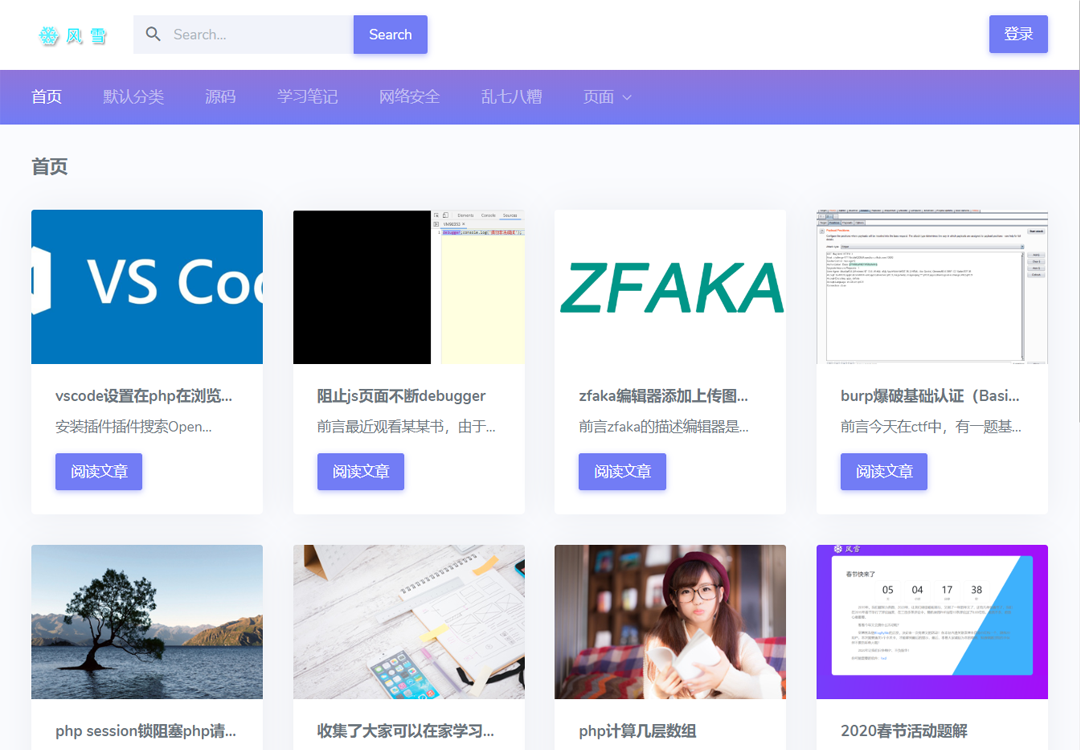 风雪
Search...
Search
登录
首页
默认分类
源码
学习笔记
网络安全
乱七八糟
页面
首页
VS Coc
Elements Console Sources
ZFAKA
vscode设置在php在浏览...
安装插件插件搜索Open...
阅读文章
阻止js页面不断debugger
前言最近观看某某书，由于...
阅读文章
zfaka编辑器添加上传图...
前言zfaka的描述编辑器是...
阅读文章
burp爆破基础认证（Basi...
前言今天在ctf中，有一题基...
阅读文章
风雪
春节快来了
05 04 17 38
php session锁阻塞php请...
收集了大家可以在家学习...
php计算几层数组
2020春节活动题解